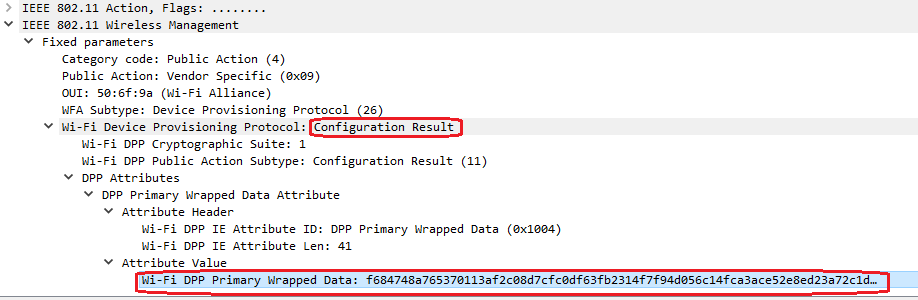 IEEE 802.11 Action, Flags: ........
IEEE 802.11 Wireless Management
Fixed parameters
Category code: Public Action (4)
Public Action: Vendor Specific (0x09)
OUI: 50:6f:9a (Wi-Fi Alliance)
WFA Subtype: Device Provisioning Protocol (26)
Wi-Fi Device Provisioning Protocol: Configuration Result
Wi-Fi DPP Cryptographic Suite: 1
Wi-Fi DPP Public Action Subtype: Configuration Result (11)
DPP Attributes
DPP Primary Wrapped Data Attribute
Attribute Header
Wi-Fi DPP IE Attribute ID: DPP Primary Wrapped Data (0x1004)
Wi-Fi DPP IE Attribute Len: 41
Attribute Value
Wi-Fi DPP Primary Wrapped Data: f684748a765370113af2c08d7cfc0df63fb2314f7f94d056c14fca3ace52e8ed23a72c1d…